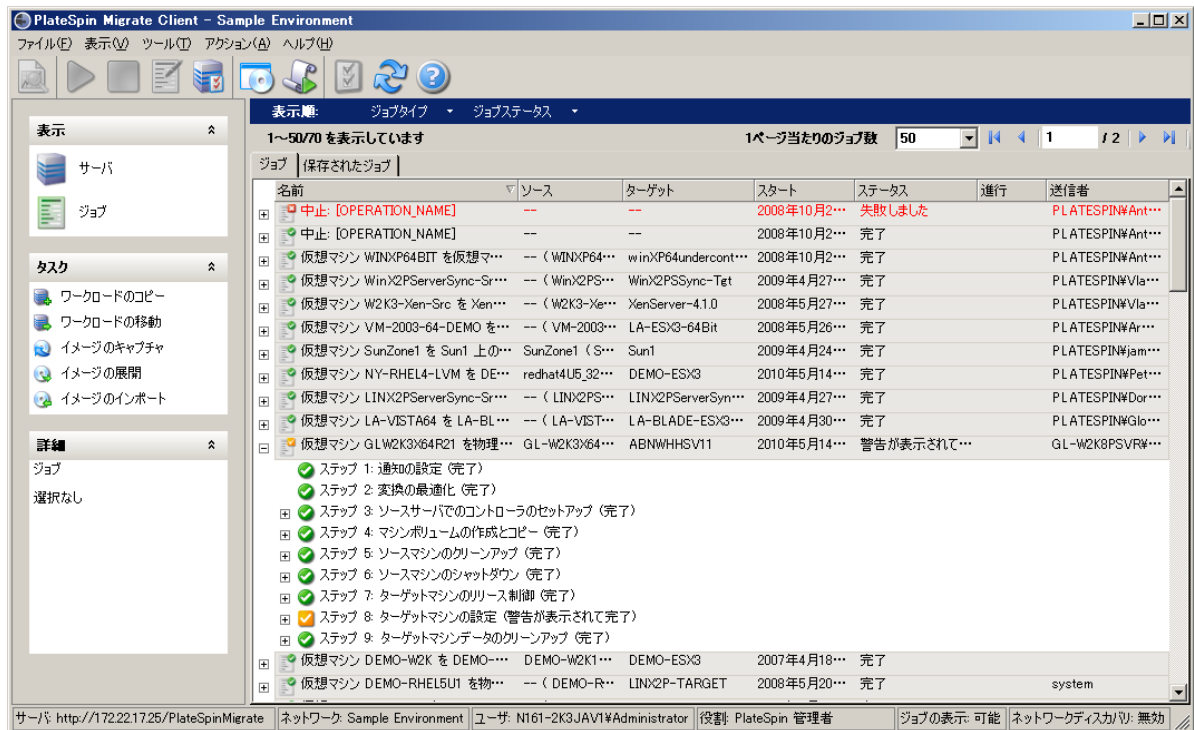 PlateSpin Migrate Client - Sample Environment
ファイル(F) 表示(V) ツール(T) アクション(A) ヘルプ(H)
表示順: ジョブタイプ ジョブステータス
表示
サーバ
ジョブ
タスク
ワークロードのコピー
ワークロードの移動
イメージのキャプチャ
イメージの展開
イメージのインポート
詳細
ジョブ
選択なし
1～50/70 を表示しています 1ページ当たりのジョブ数 50 1 / 2
ジョブ 保存されたジョブ
名前 ソース ターゲット スタート ステータス 進行 送信者
中止: [OPERATION_NAME] -- -- 2008年10月2… 失敗しました PLATESPIN¥Ant…
中止: [OPERATION_NAME] -- -- 2008年10月2… 完了 PLATESPIN¥Ant…
仮想マシン WINXP64BIT を仮想マ… -- ( WINXP64… winXP64undercont… 2008年10月2… 完了 PLATESPIN¥Ant…
仮想マシン WinX2PServerSync-Sr… -- ( WinX2PS… WinX2PSSync-Tgt 2009年4月27… 完了 PLATESPIN¥Vla…
仮想マシン W2K3-Xen-Src を Xen… -- ( W2K3-Xe… XenServer-4.1.0 2008年5月27… 完了 PLATESPIN¥Vla…
仮想マシン VM-2003-64-DEMO を… -- ( VM-2003… LA-ESX3-64Bit 2008年5月26… 完了 PLATESPIN¥Ar…
仮想マシン SunZone1 を Sun1 上の… SunZone1 ( S… Sun1 2009年4月24… 完了 PLATESPIN¥jam…
仮想マシン NY-RHEL4-LVM を DE… redhat4U5_32… DEMO-ESX3 2010年5月14… 完了 PLATESPIN¥Pet…
仮想マシン LINX2PServerSyn-Sr… -- ( LINX2PS… LINX2PServerSyn… 2009年4月27… 完了 PLATESPIN¥Dor…
仮想マシン LA-VISTA64 を LA-BL… -- ( LA-VIST… LA-BLADE-ESX3… 2009年4月30… 完了 PLATESPIN¥Glo…
仮想マシン GLW2K3X64R21 を物理… GL-W2K3X64… ABNWHHSV11 2010年5月14… 警告が表示されて… GL-W2K8PSVR¥…
ステップ 1: 通知の設定 (完了)
ステップ 2: 変換の最適化 (完了)
ステップ 3: ソースサーバでのコントローラのセットアップ (完了)
ステップ 4: マシンボリュームの作成とコピー (完了)
ステップ 5: ソースマシンのクリーンアップ (完了)
ステップ 6: ソースマシンのシャットダウン (完了)
ステップ 7: ターゲットマシンのリリース制御 (完了)
ステップ 8: ターゲットマシンの設定 (警告が表示されて完了)
ステップ 9: ターゲットマシンデータのクリーンアップ (完了)
仮想マシン DEMO-W2K を DEMO-… DEMO-W2K1… DEMO-ESX3 2007年4月18… 完了
仮想マシン DEMO-RHEL5U1 を物… -- ( DEMO-R… LINX2P-TARGET 2008年5月20… 完了 system
サーバ: http://172.22.17.25/PlateSpinMigrate ネットワーク: Sample Environment ユーザ: N161-2K3JAV1¥Administrator 役割: PlateSpin 管理者 ジョブの表示: 可能 ネットワークディスカバリ: 無効